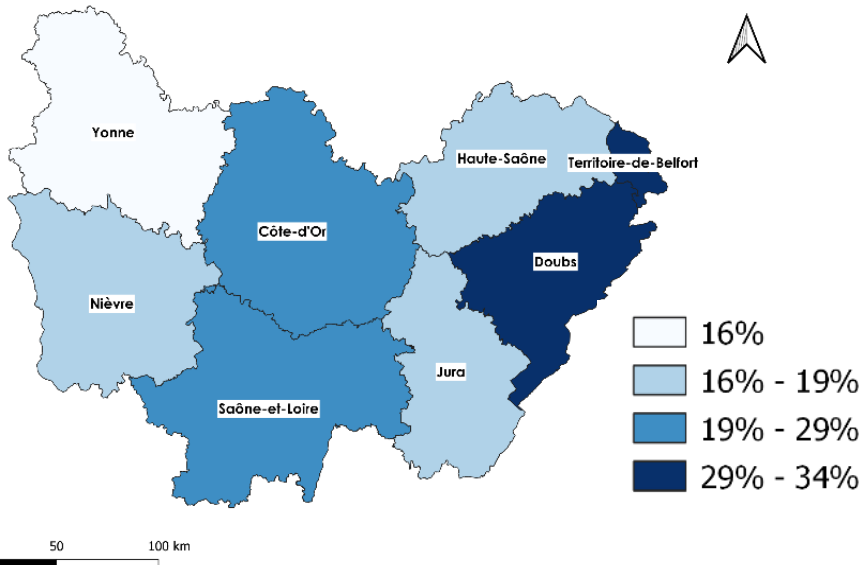 Yonne
Haute-Saône
Territoire-de-Belfort
Côte-d'Or
Doubs
Nièvre
Jura
Saône-et-Loire
16%
16% - 19%
19% - 29%
29% - 34%
50 100 km